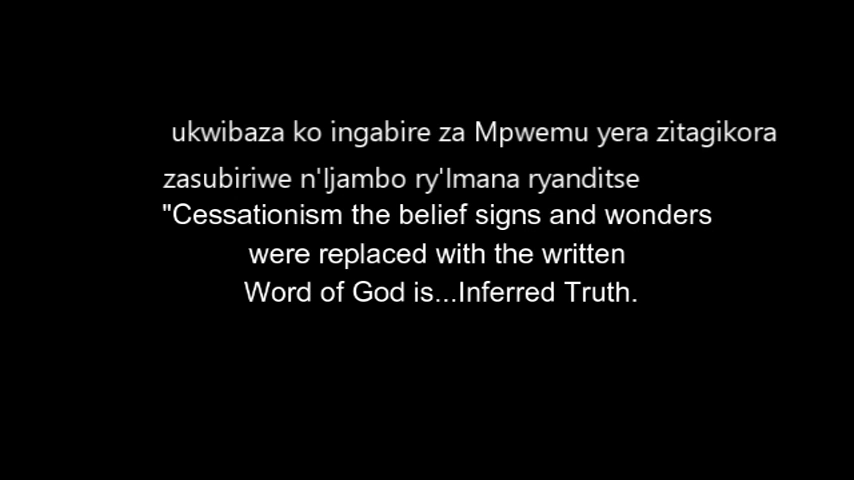 ukwibaza ko ingabire za Mpwemu yera zitagikora
zasubiriwe n'Ijambo ry'Imana ryanditse
"Cessationism the belief signs and wonders
were replaced with the written
Word of God is...Inferred Truth.